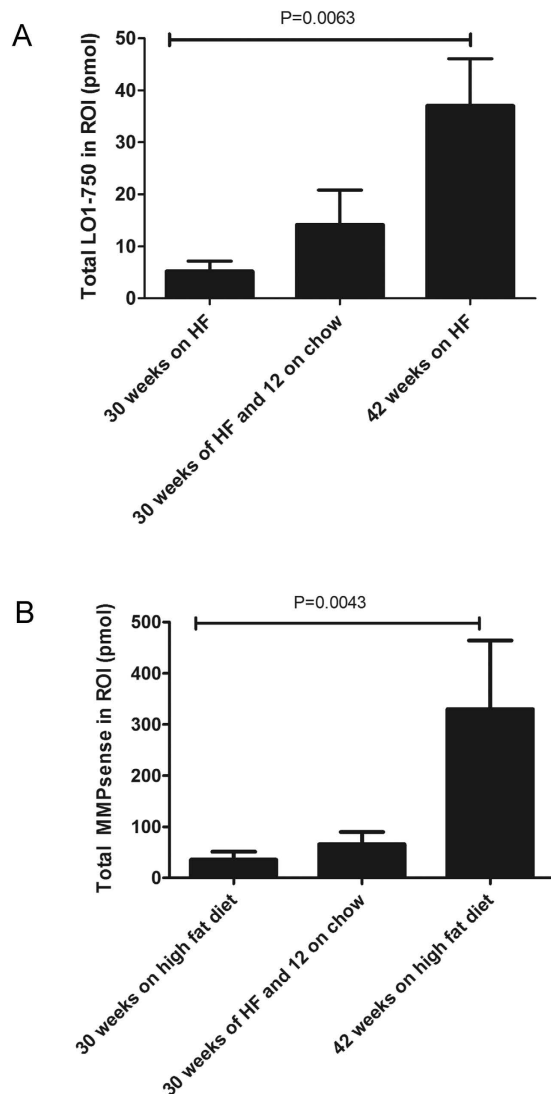 A
P=0.0063
Total LO1-750 in ROI (pmol)
50
40
30
20
10
0
30 weeks on HF
30 weeks of HF and 12 on chow
42 weeks on HF
B
P=0.0043
Total MMPsense in ROI (pmol)
500
400
300
200
100
0
30 weeks on high fat diet
30 weeks of HF and 12 on chow
42 weeks on high fat diet